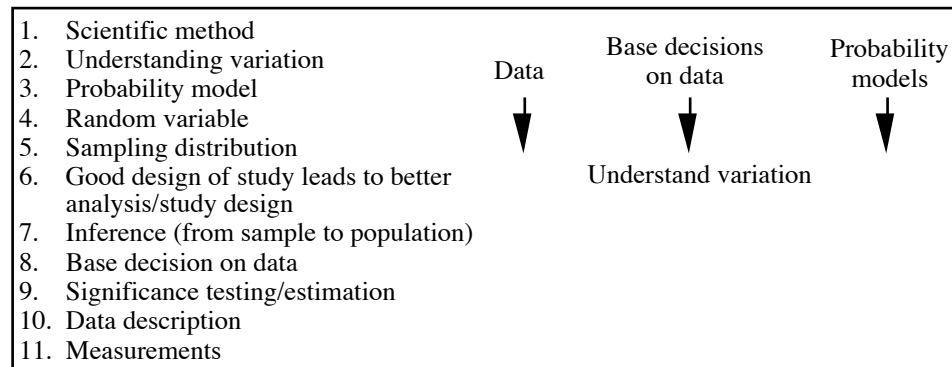 1. Scientific method
2. Understanding variation
3. Probability model
4. Random variable
5. Sampling distribution
6. Good design of study leads to better
analysis/study design
7. Inference (from sample to population)
8. Base decision on data
9. Significance testing/estimation
10. Data description
11. Measurements
Data
Base decisions
on data
Probability
models
Understand variation